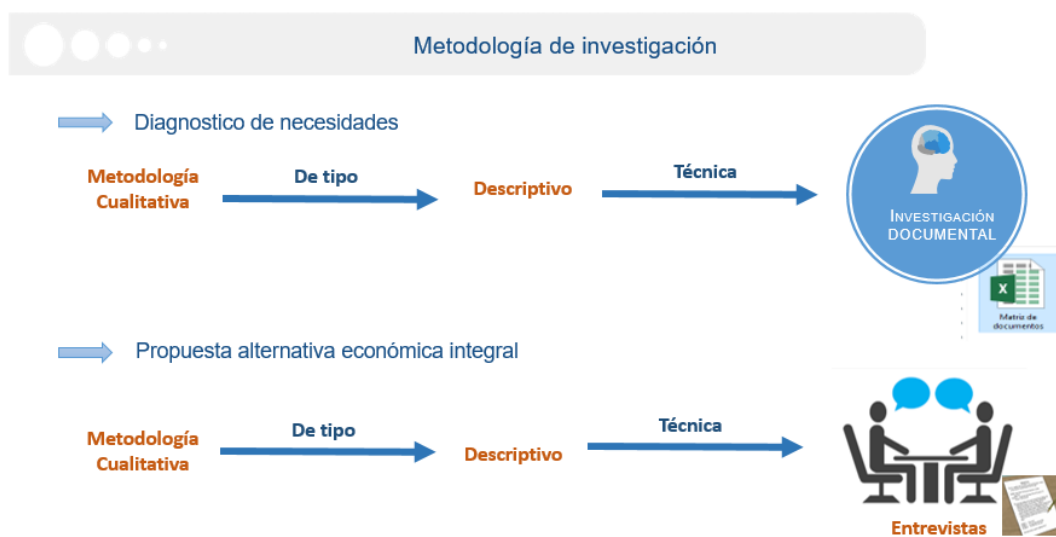 Metodología de investigación
Diagnostico de necesidades
Metodología
Cualitativa
De tipo
Descriptivo
Técnica
INVESTIGACIÓN
DOCUMENTAL
X
Matriz de
documentos
Propuesta alternativa económica integral
Metodología
Cualitativa
De tipo
Descriptivo
Técnica
Entrevistas